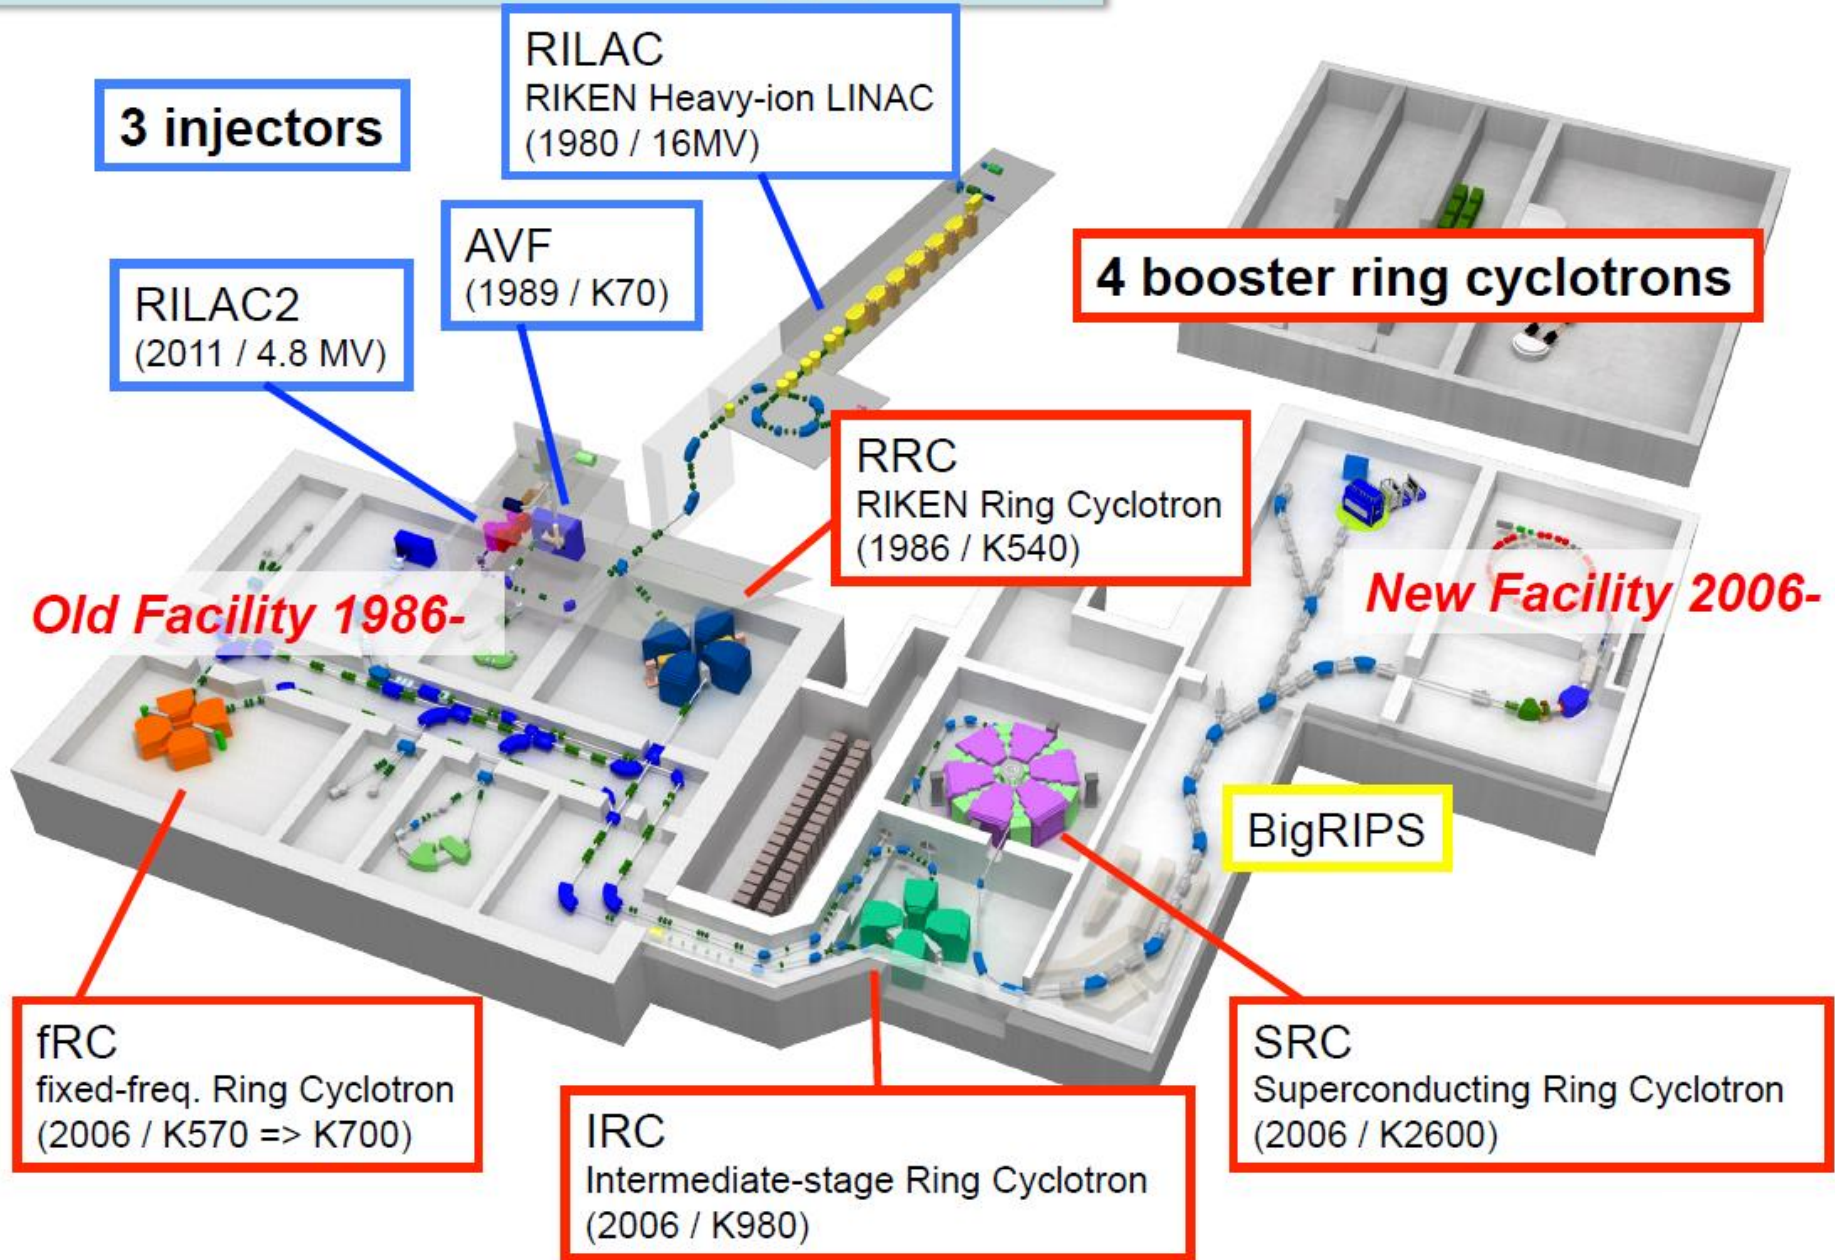 3 injectors
RILAC
RIKEN Heavy-ion LINAC
(1980 / 16MV)
AVF
(1989 / K70)
RILAC2
(2011 / 4.8 MV)
4 booster ring cyclotrons
RRC
RIKEN Ring Cyclotron
(1986 / K540)
Old Facility 1986-
New Facility 2006-
BigRIPS
fRC
fixed-freq. Ring Cyclotron
(2006 / K570 => K700)
IRC
Intermediate-stage Ring Cyclotron
(2006 / K980)
SRC
Superconducting Ring Cyclotron
(2006 / K2600)